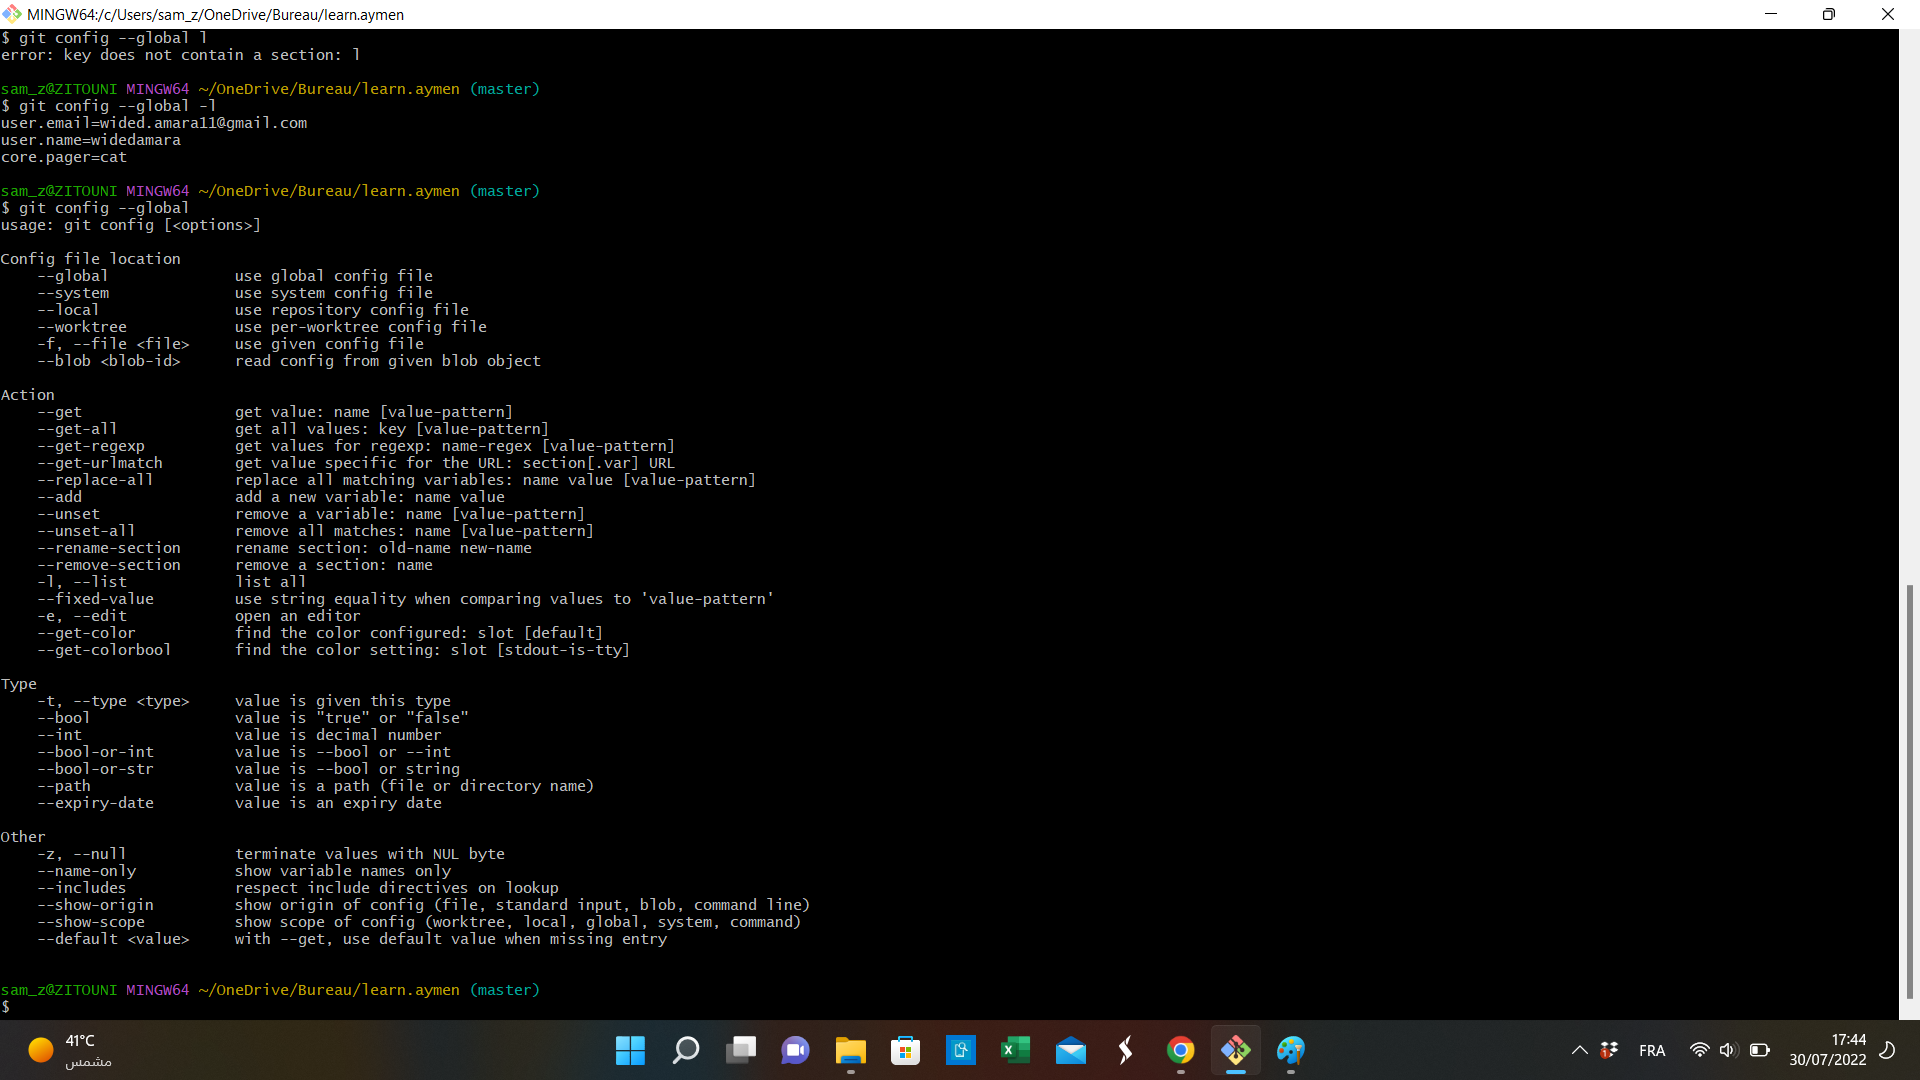 MINGW64:/c/Users/sam_z/OneDrive/Bureau/learn.aymen
$ git config --global l
error: key does not contain a section: l
sam_z@ZITOUNI MINGW64 ~/OneDrive/Bureau/learn.aymen (master)
$ git config --global -l
user.email=wided.amara11@gmail.com
user.name=widedamara
core.pager=cat
sam_z@ZITOUNI MINGW64 ~/OneDrive/Bureau/learn.aymen (master)
$ git config --global
usage: git config [<options>]
Config file location
--global use global config file
--system use system config file
--local use repository config file
--worktree use per-worktree config file
-f, --file <file> use given config file
--blob <blob-id> read config from given blob object
Action
--get get value: name [value-pattern]
--get-all get all values: key [value-pattern]
--get-regexp get values for regexp: name-regex [value-pattern]
--get-urlmatch get value specific for the URL: section[.var] URL
--replace-all replace all matching variables: name value [value-pattern]
--add add a new variable: name value
--unset remove a variable: name [value-pattern]
--unset-all remove all matches: name [value-pattern]
--rename-section rename section: old-name new-name
--remove-section remove a section: name
-l, --list list all
--fixed-value use string equality when comparing values to 'value-pattern'
-e, --edit open an editor
--get-color find the color configured: slot [default]
--get-colorbool find the color setting: slot [stdout-is-tty]
Type
-t, --type <type> value is given this type
--bool value is "true" or "false"
--int value is decimal number
--bool-or-int value is --bool or --int
--bool-or-str value is --bool or string
--path value is a path (file or directory name)
--expiry-date value is an expiry date
Other
-z, --null terminate values with NUL byte
--name-only show variable names only
--includes respect include directives on lookup
--show-origin show origin of config (file, standard input, blob, command line)
--show-scope show scope of config (worktree, local, global, system, command)
--default <value> with --get, use default value when missing entry
sam_z@ZITOUNI MINGW64 ~/OneDrive/Bureau/learn.aymen (master)
$
41°C
مشمس
FRA
17:44
30/07/2022